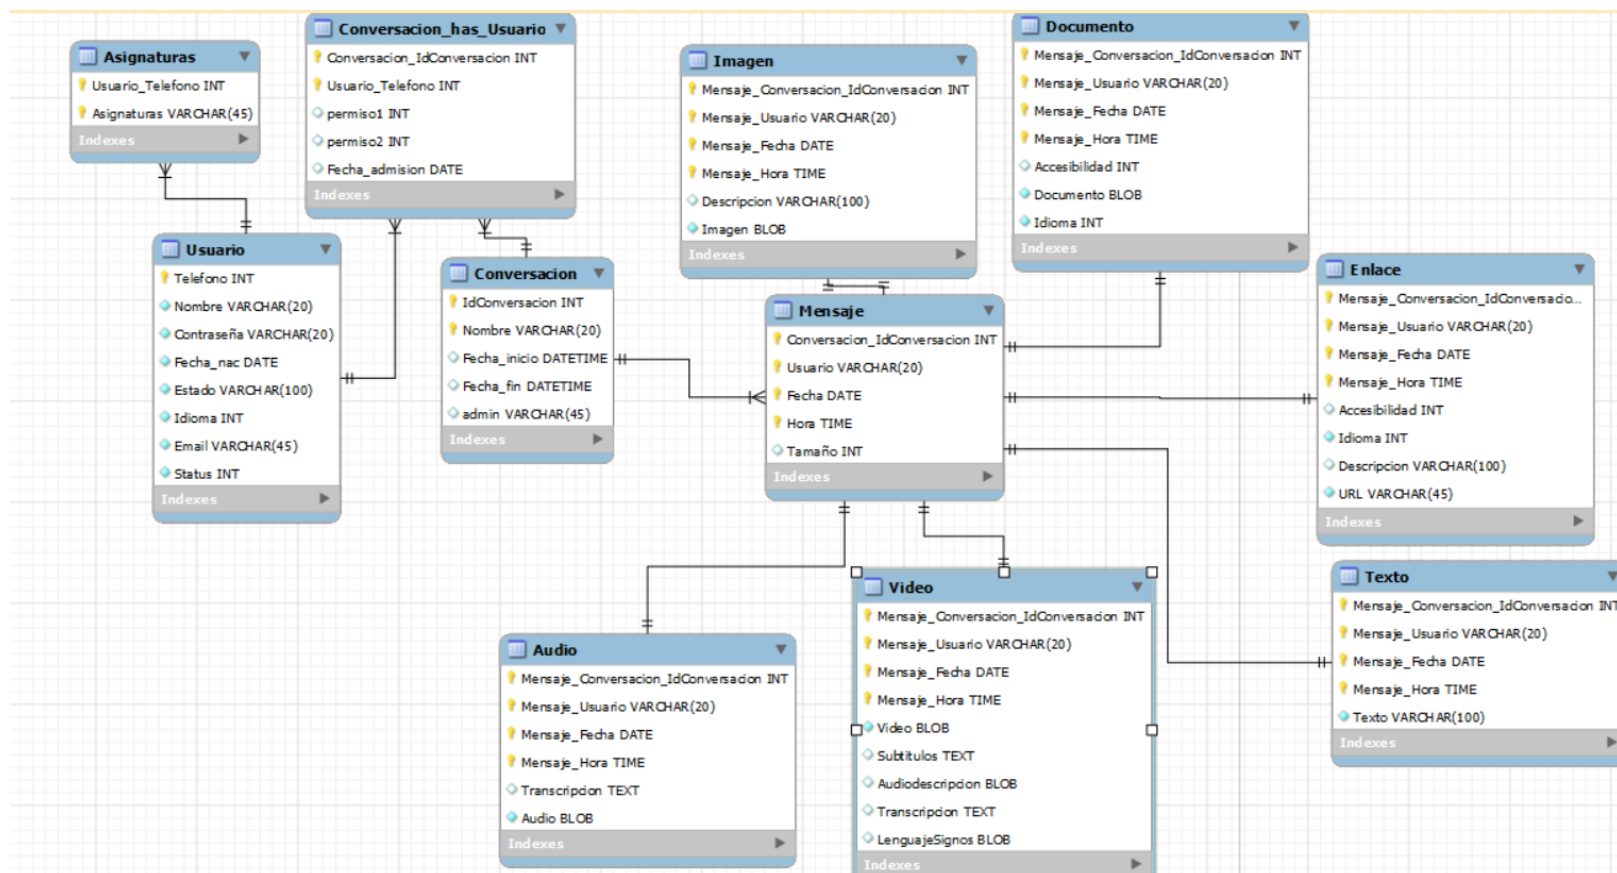 Asignaturas
Usuario_Telefono INT
Asignaturas VARCHAR(45)
Indexes
Conversacion_has_Usuario
Conversacion_IdConversacion INT
Usuario_Telefono INT
permiso1 INT
permiso2 INT
Fecha_admision DATE
Indexes
Imagen
Mensaje_Conversacion_IdConversacion INT
Mensaje_Usuario VARCHAR(20)
Mensaje_Fecha DATE
Mensaje_Hora TIME
Descripcion VARCHAR(100)
Imagen BLOB
Indexes
Documento
Mensaje_Conversacion_IdConversacion INT
Mensaje_Usuario VARCHAR(20)
Mensaje_Fecha DATE
Mensaje_Hora TIME
Accesibilidad INT
Documento BLOB
Idioma INT
Indexes
Usuario
Telefono INT
Nombre VARCHAR(20)
Contraseña VARCHAR(20)
Fecha_nac DATE
Estado VARCHAR(100)
Idioma INT
Email VARCHAR(45)
Status INT
Indexes
Conversacion
IdConversacion INT
Nombre VARCHAR(20)
Fecha_inicio DATETIME
Fecha_fin DATETIME
admin VARCHAR(45)
Indexes
Mensaje
Conversacion_IdConversacion INT
Usuario VARCHAR(20)
Fecha DATE
Hora TIME
Tamaño INT
Indexes
Enlace
Mensaje_Conversacion_IdConversacio...
Mensaje_Usuario VARCHAR(20)
Mensaje_Fecha DATE
Mensaje_Hora TIME
Accesibilidad INT
Idioma INT
Descripcion VARCHAR(100)
URL VARCHAR(45)
Indexes
Audio
Mensaje_Conversacion_IdConversacion INT
Mensaje_Usuario VARCHAR(20)
Mensaje_Fecha DATE
Mensaje_Hora TIME
Transcripcion TEXT
Audio BLOB
Indexes
Video
Mensaje_Conversacion_IdConversacion INT
Mensaje_Usuario VARCHAR(20)
Mensaje_Fecha DATE
Mensaje_Hora TIME
Video BLOB
Subtitulos TEXT
Audiodescripcion BLOB
Transcripcion TEXT
LenguajeSignos BLOB
Indexes
Texto
Mensaje_Conversacion_IdConversacion INT
Mensaje_Usuario VARCHAR(20)
Mensaje_Fecha DATE
Mensaje_Hora TIME
Texto VARCHAR(100)
Indexes